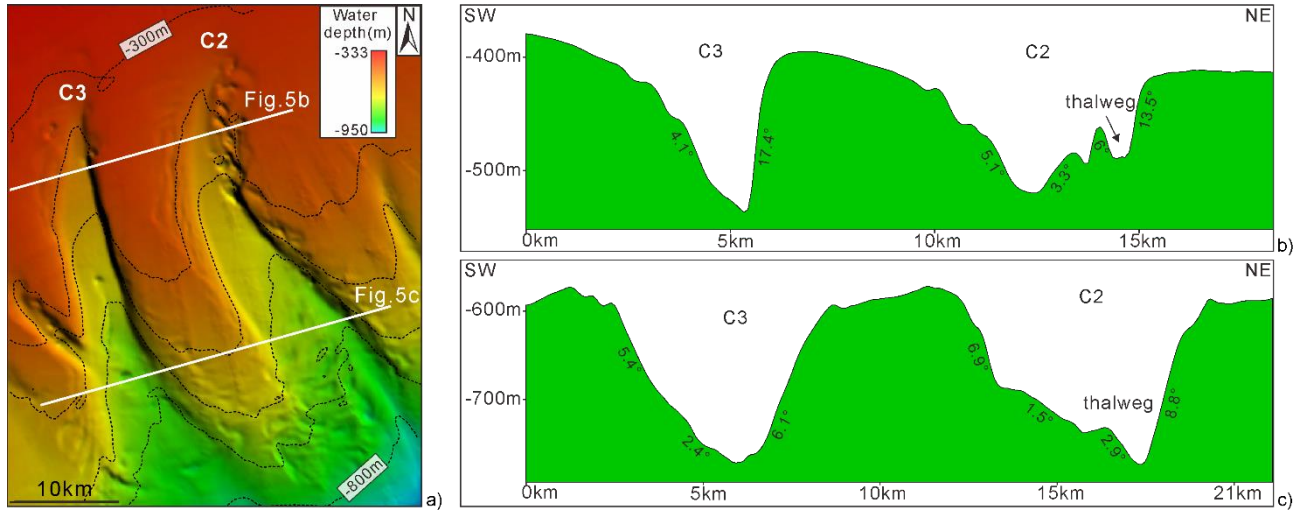 -300m
Water
depth(m)
-333
-950
N
C2
C3
Fig.5b
Fig.5c
-800m
10km
a)
SW
NE
-400m
-500m
C3
C2
thalweg
4.1°
17.4°
5.1°
3.3°
6°
13.5°
0km
5km
10km
15km
b)
SW
NE
-600m
-700m
C3
C2
thalweg
5.4°
2.4°
6.1°
6.9°
1.5°
2.9°
8.8°
0km
5km
10km
15km
21km
c)